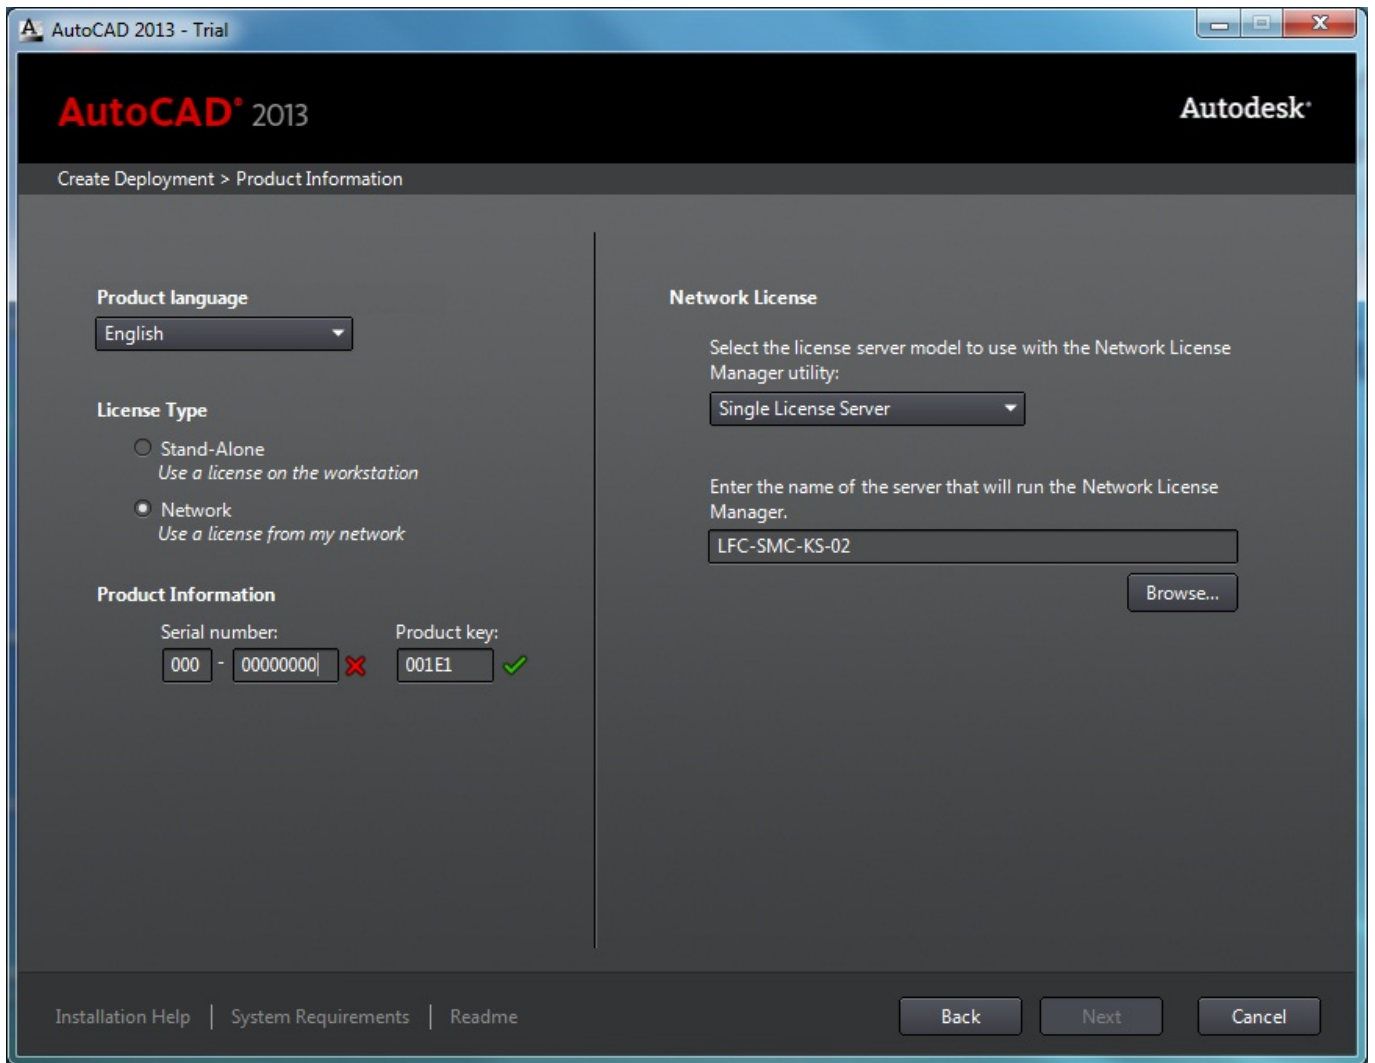 AutoCAD 2013 - Trial
AutoCAD® 2013
Autodesk®
Create Deployment > Product Information
Product language
English
License Type
Stand-Alone
Use a license on the workstation
Network
Use a license from my network
Product Information
Serial number:
Product key:
000 - 00000000
001E1
Network License
Select the license server model to use with the Network License
Manager utility:
Single License Server
Enter the name of the server that will run the Network License
Manager.
LFC-SMC-KS-02
Browse...
Installation Help | System Requirements | Readme
Back
Next
Cancel